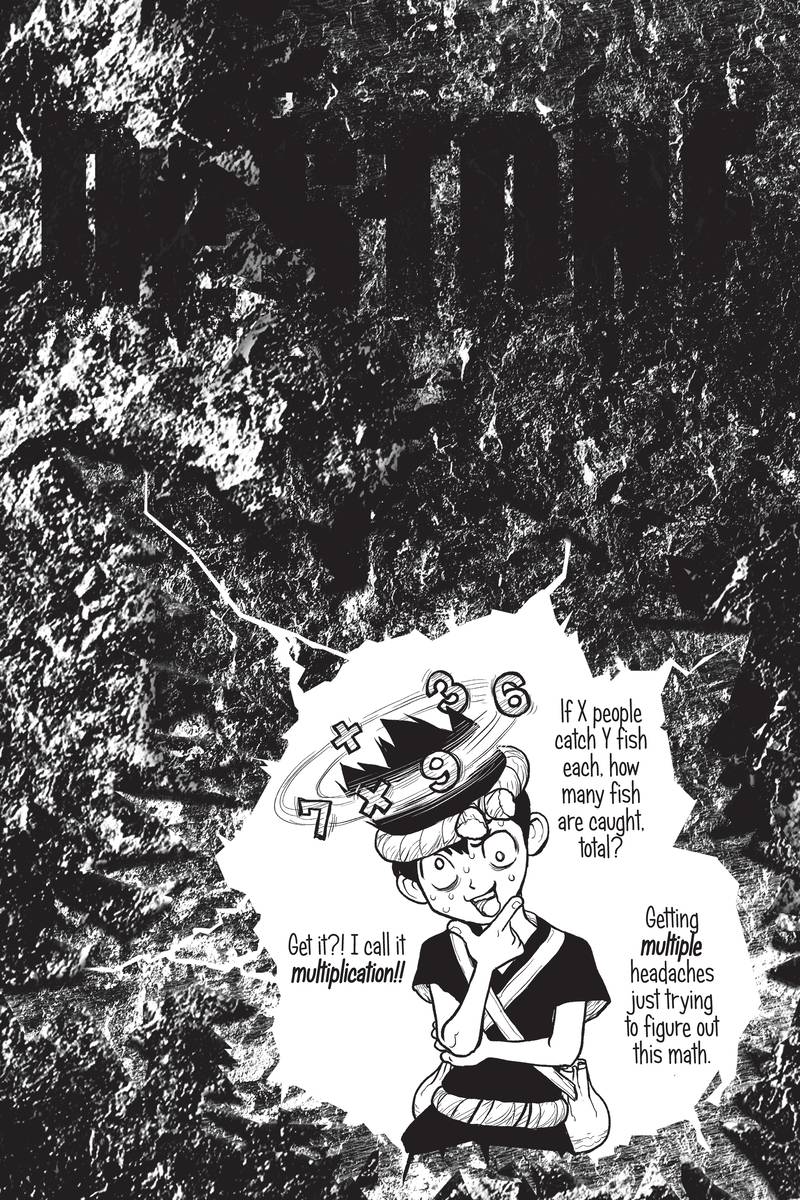 Dr. STONE
If X people
catch Y fish
each, how
many fish
are caught,
total?
3
6
+
9
7
×
Getting
multiple
headaches
just trying
to figure out
this math.
Get it?! I call it
multiplication!!